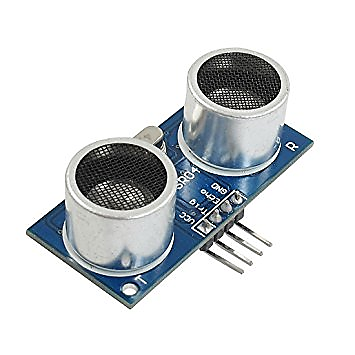 R
SR04
GND
Echo
Trig
VCC
T